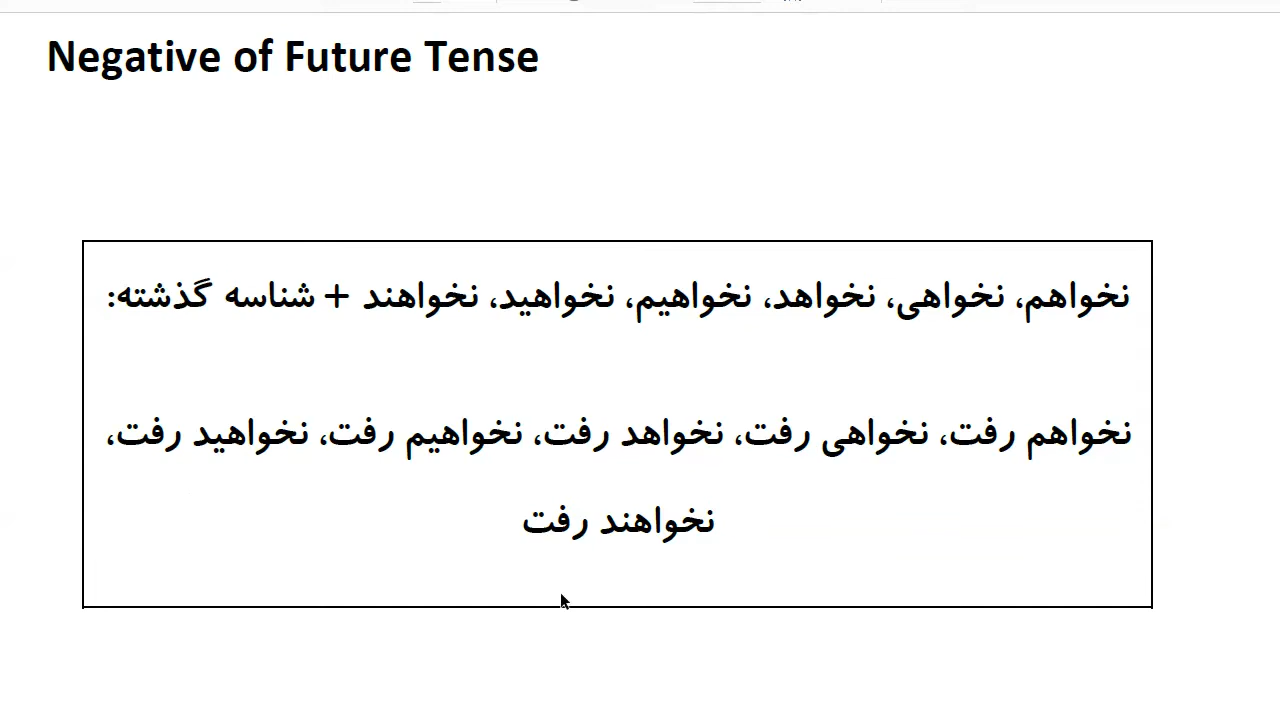 Negative of Future Tense
نخواهم، نخواهی، نخواهد، نخواهیم، نخواهید، نخواهند + شناسه گذشته:
نخواهم رفت، نخواهی رفت، نخواهد رفت، نخواهیم رفت، نخواهید رفت،
نخواهند رفت